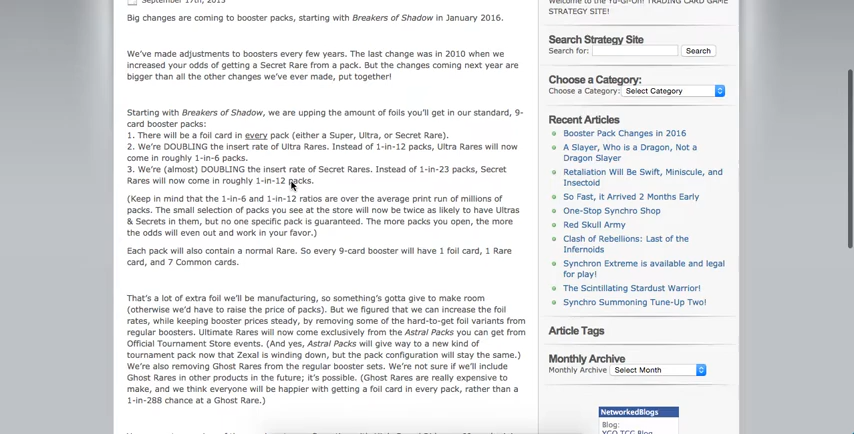 September 17th, 2015
Big changes are coming to booster packs, starting with Breakers of Shadow in January 2016.
We've made adjustments to boosters every few years. The last change was in 2010 when we
increased your odds of getting a Secret Rare from a pack. But the changes coming next year are
bigger than all the other changes we've ever made, put together!
Starting with Breakers of Shadow, we are upping the amount of foils you'll get in our standard, 9-
card booster packs:
1. There will be a foil card in every pack (either a Super, Ultra, or Secret Rare).
2. We're DOUBLING the insert rate of Ultra Rares. Instead of 1-in-12 packs, Ultra Rares will now
come in roughly 1-in-6 packs.
3. We're (almost) DOUBLING the insert rate of Secret Rares. Instead of 1-in-23 packs, Secret
Rares will now come in roughly 1-in-12 packs.
(Keep in mind that the 1-in-6 and 1-in-12 ratios are over the average print run of millions of
packs. The small selection of packs you see at the store will now be twice as likely to have Ultras
& Secrets in them, but no one specific pack is guaranteed. The more packs you open, the more
the odds will even out and work in your favor.)
Each pack will also contain a normal Rare. So every 9-card booster will have 1 foil card, 1 Rare
card, and 7 Common cards.
That's a lot of extra foil we'll be manufacturing, so something's gotta give to make room
(otherwise we'd have to raise the price of packs). But we figured that we can increase the foil
rates, while keeping booster prices steady, by removing some of the hard-to-get foil variants from
regular boosters. Ultimate Rares will now come exclusively from the Astral Packs you can get from
Official Tournament Store events. (And yes, Astral Packs will give way to a new kind of
tournament pack now that Zexal is winding down, but the pack configuration will stay the same.)
We're also removing Ghost Rares from the regular booster sets. We're not sure if we'll include
Ghost Rares in other products in the future; it's possible. (Ghost Rares are really expensive to
make, and we think everyone will be happier with getting a foil card in every pack, rather than a
1-in-288 chance at a Ghost Rare.)
Welcome to the Yu-Gi-Oh! TRADING CARD GAME
STRATEGY SITE!
Search Strategy Site
Search for:
Search
Choose a Category:
Choose a Category: Select Category
Recent Articles
Booster Pack Changes in 2016
A Slayer, Who is a Dragon, Not a
Dragon Slayer
Retaliation Will Be Swift, Miniscule, and
Insectoid
So Fast, it Arrived 2 Months Early
One-Stop Synchro Shop
Red Skull Army
Clash of Rebellions: Last of the
Infernoids
Synchron Extreme is available and legal
for play!
The Scintillating Stardust Warrior!
Synchro Summoning Tune-Up Two!
Article Tags
Monthly Archive
Monthly Archive Select Month
NetworkedBlogs
Blog:
YGO TCG Blog